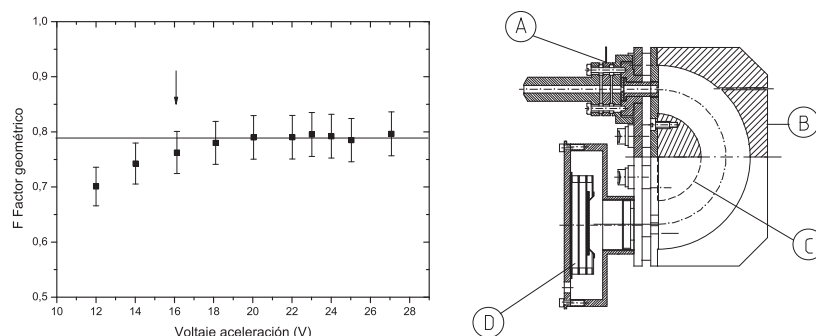 1,0
0,9
0,8
0,7
0,6
0,5
F Factor geométrico
10 12 14 16 18 20 22 24 26 28
Voltaje aceleración (V)
A
B
C
D